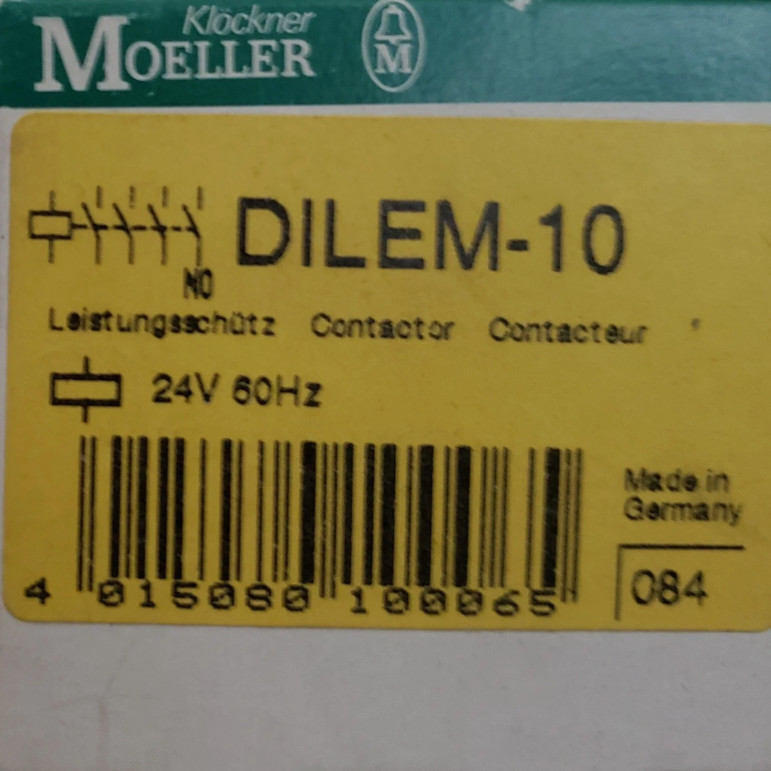 Klöckner
MOELLER
M
DILEM-10
NO
Leistungsschütz Contactor Contacteur
24V 60Hz
Made in
Germany
084
4 015080 100065